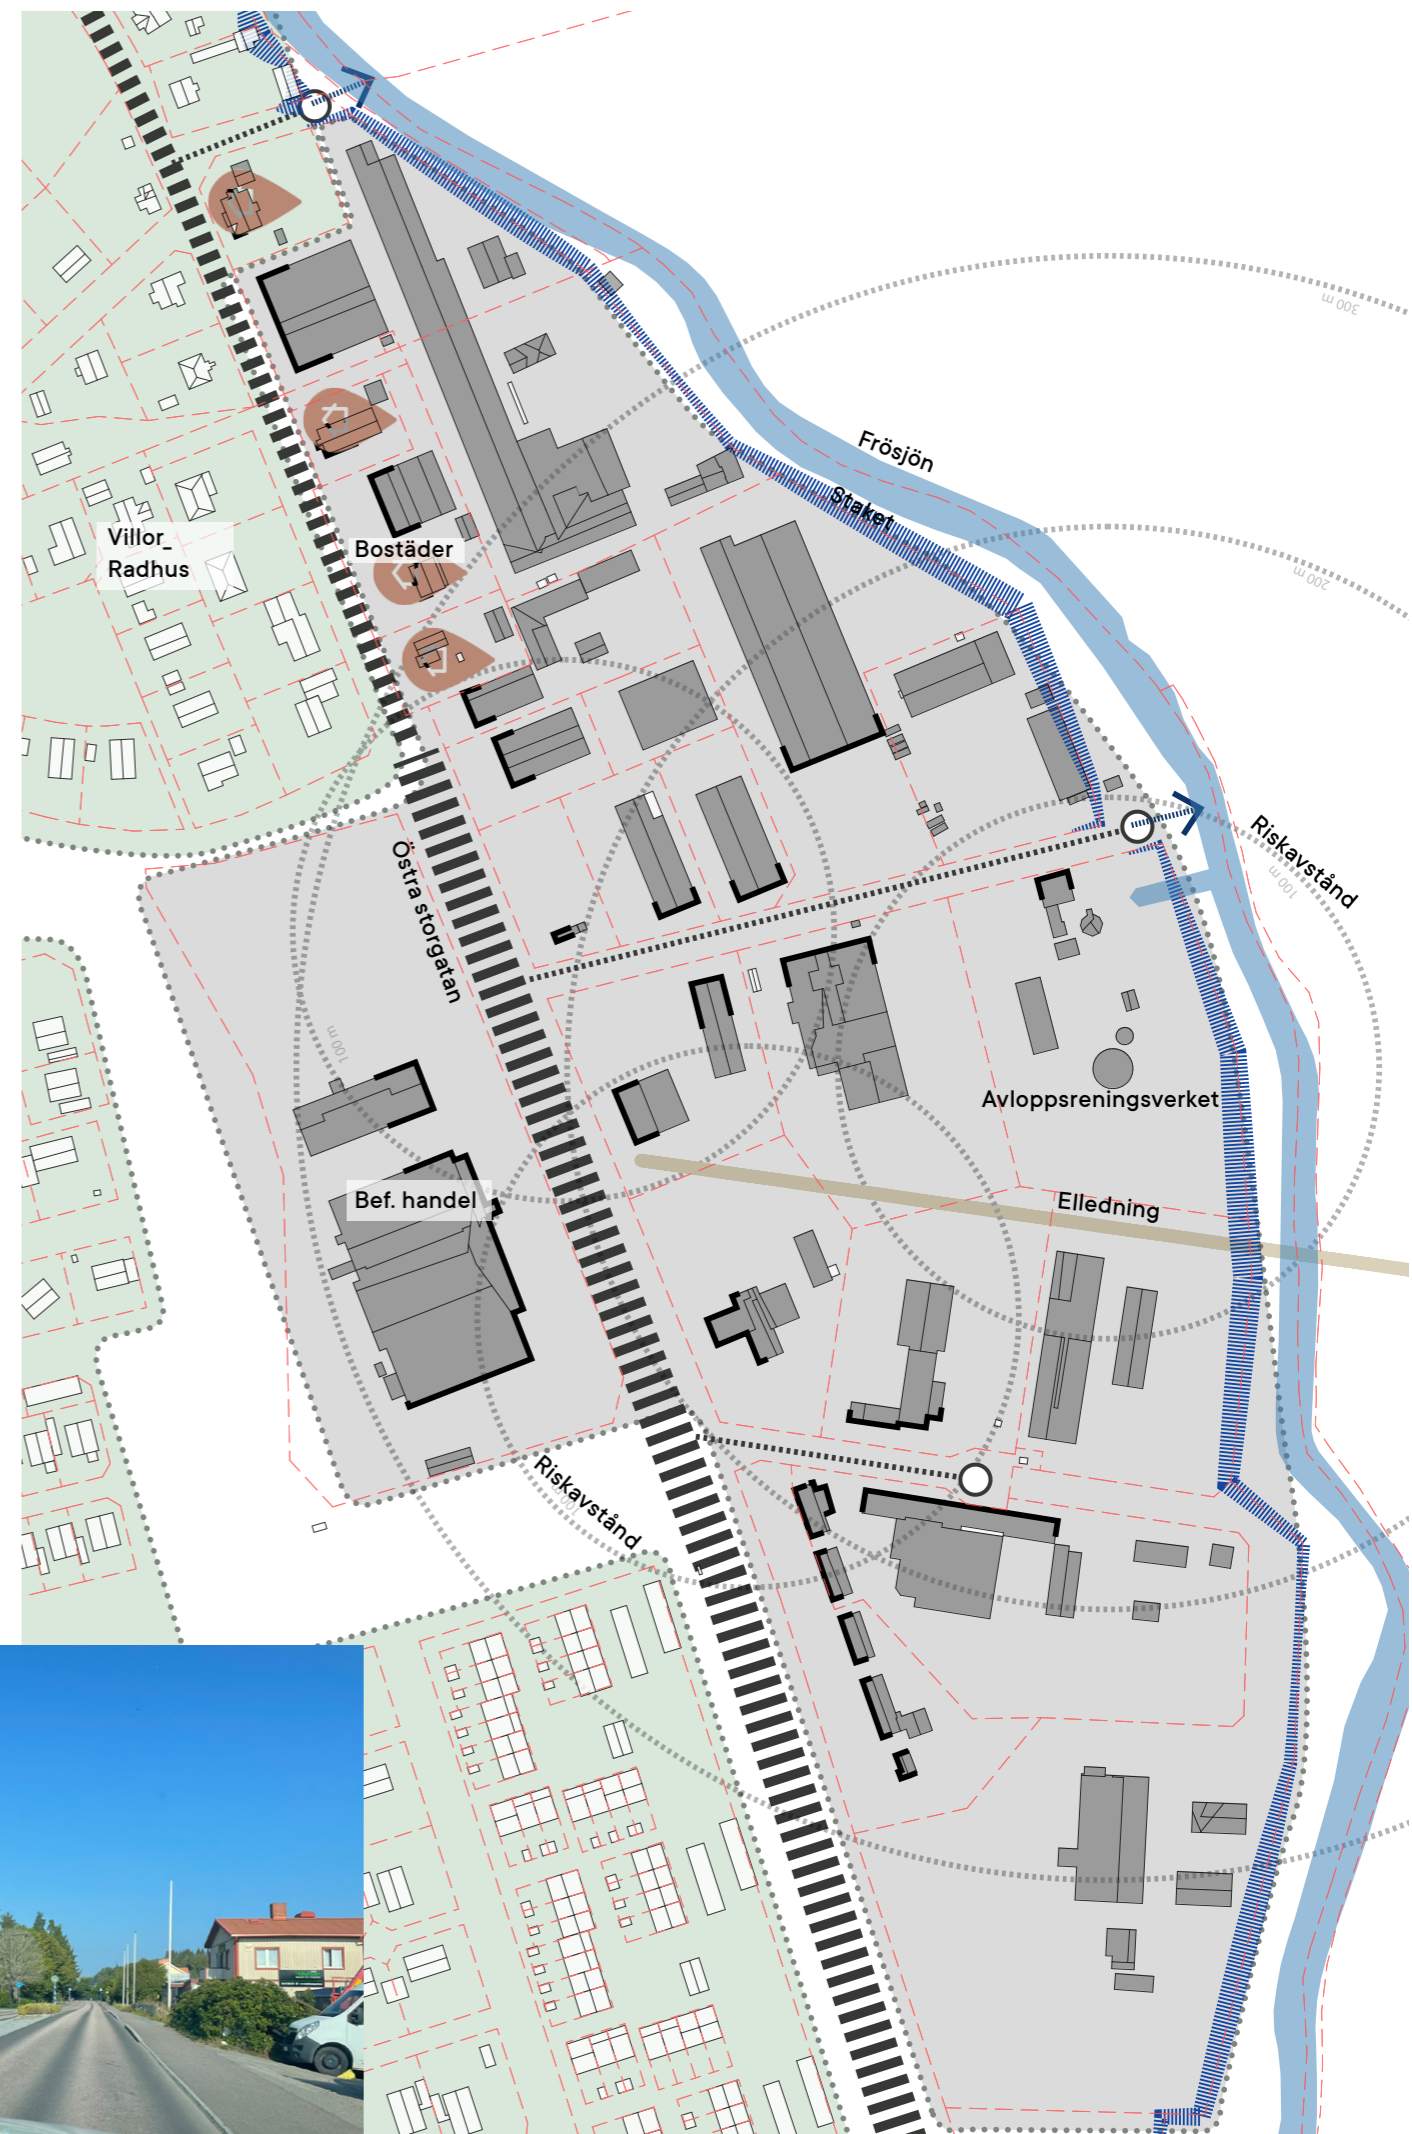 300 m
Frösjön
Staket
200 m
Villor_
Radhus
Bostäder
Riskavstånd
100 m
Östra storgatan
100 m
Avloppsreningsverket
Bef. handel
Elledning
Riskavstånd